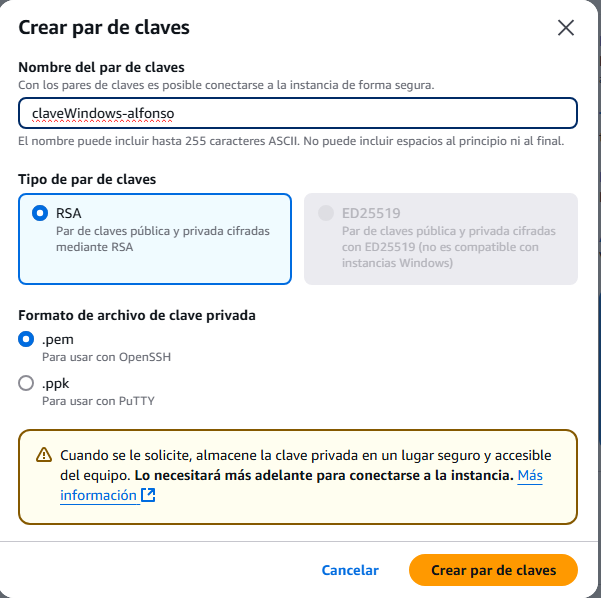 Crear par de claves
Nombre del par de claves
Con los pares de claves es posible conectarse a la instancia de forma segura.
claveWindows-alfonso
El nombre puede incluir hasta 255 caracteres ASCII. No puede incluir espacios al principio ni al final.
Tipo de par de claves
RSA
Par de claves pública y privada cifradas
mediante RSA
ED25519
Par de claves pública y privada cifradas
con ED25519 (no es compatible con
instancias Windows)
Formato de archivo de clave privada
.pem
Para usar con OpenSSH
.ppk
Para usar con PuTTY
Cuando se le solicite, almacene la clave privada en un lugar seguro y accesible
del equipo. Lo necesitará más adelante para conectarse a la instancia. Más
información
Cancelar
Crear par de claves